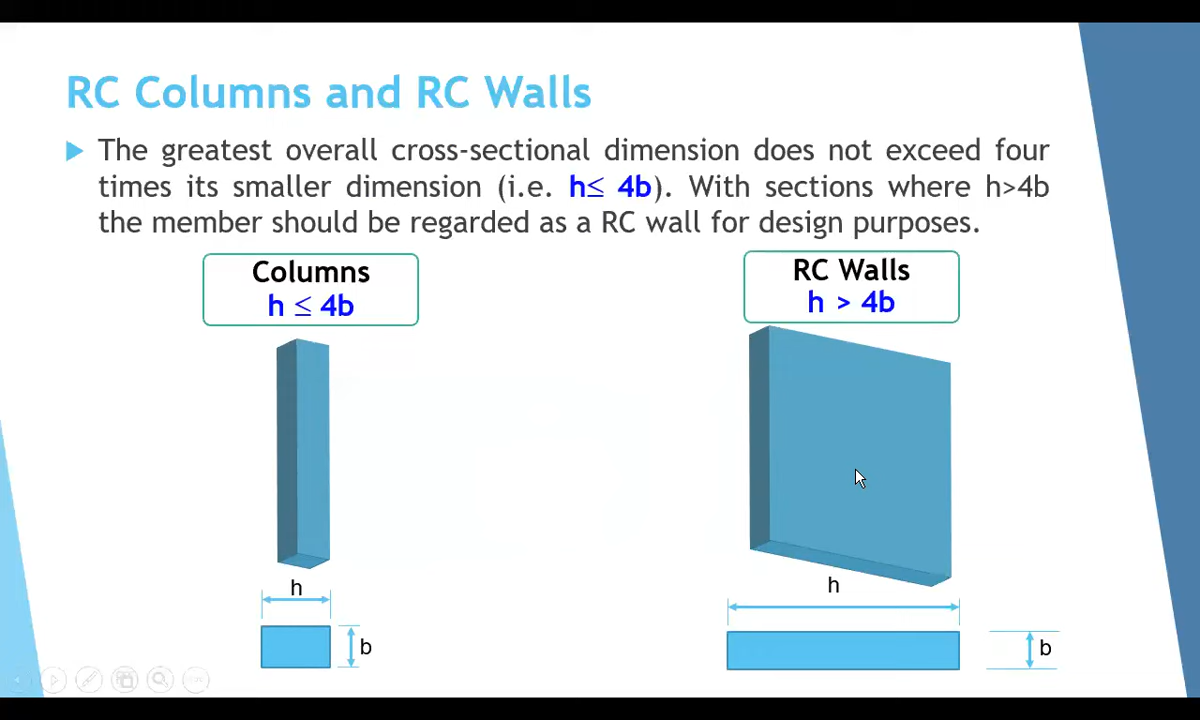 RC Columns and RC Walls
The greatest overall cross-sectional dimension does not exceed four
times its smaller dimension (i.e. h≤ 4b). With sections where h>4b
the member should be regarded as a RC wall for design purposes.
Columns
h ≤ 4b
RC Walls
h > 4b
h
b
h
b